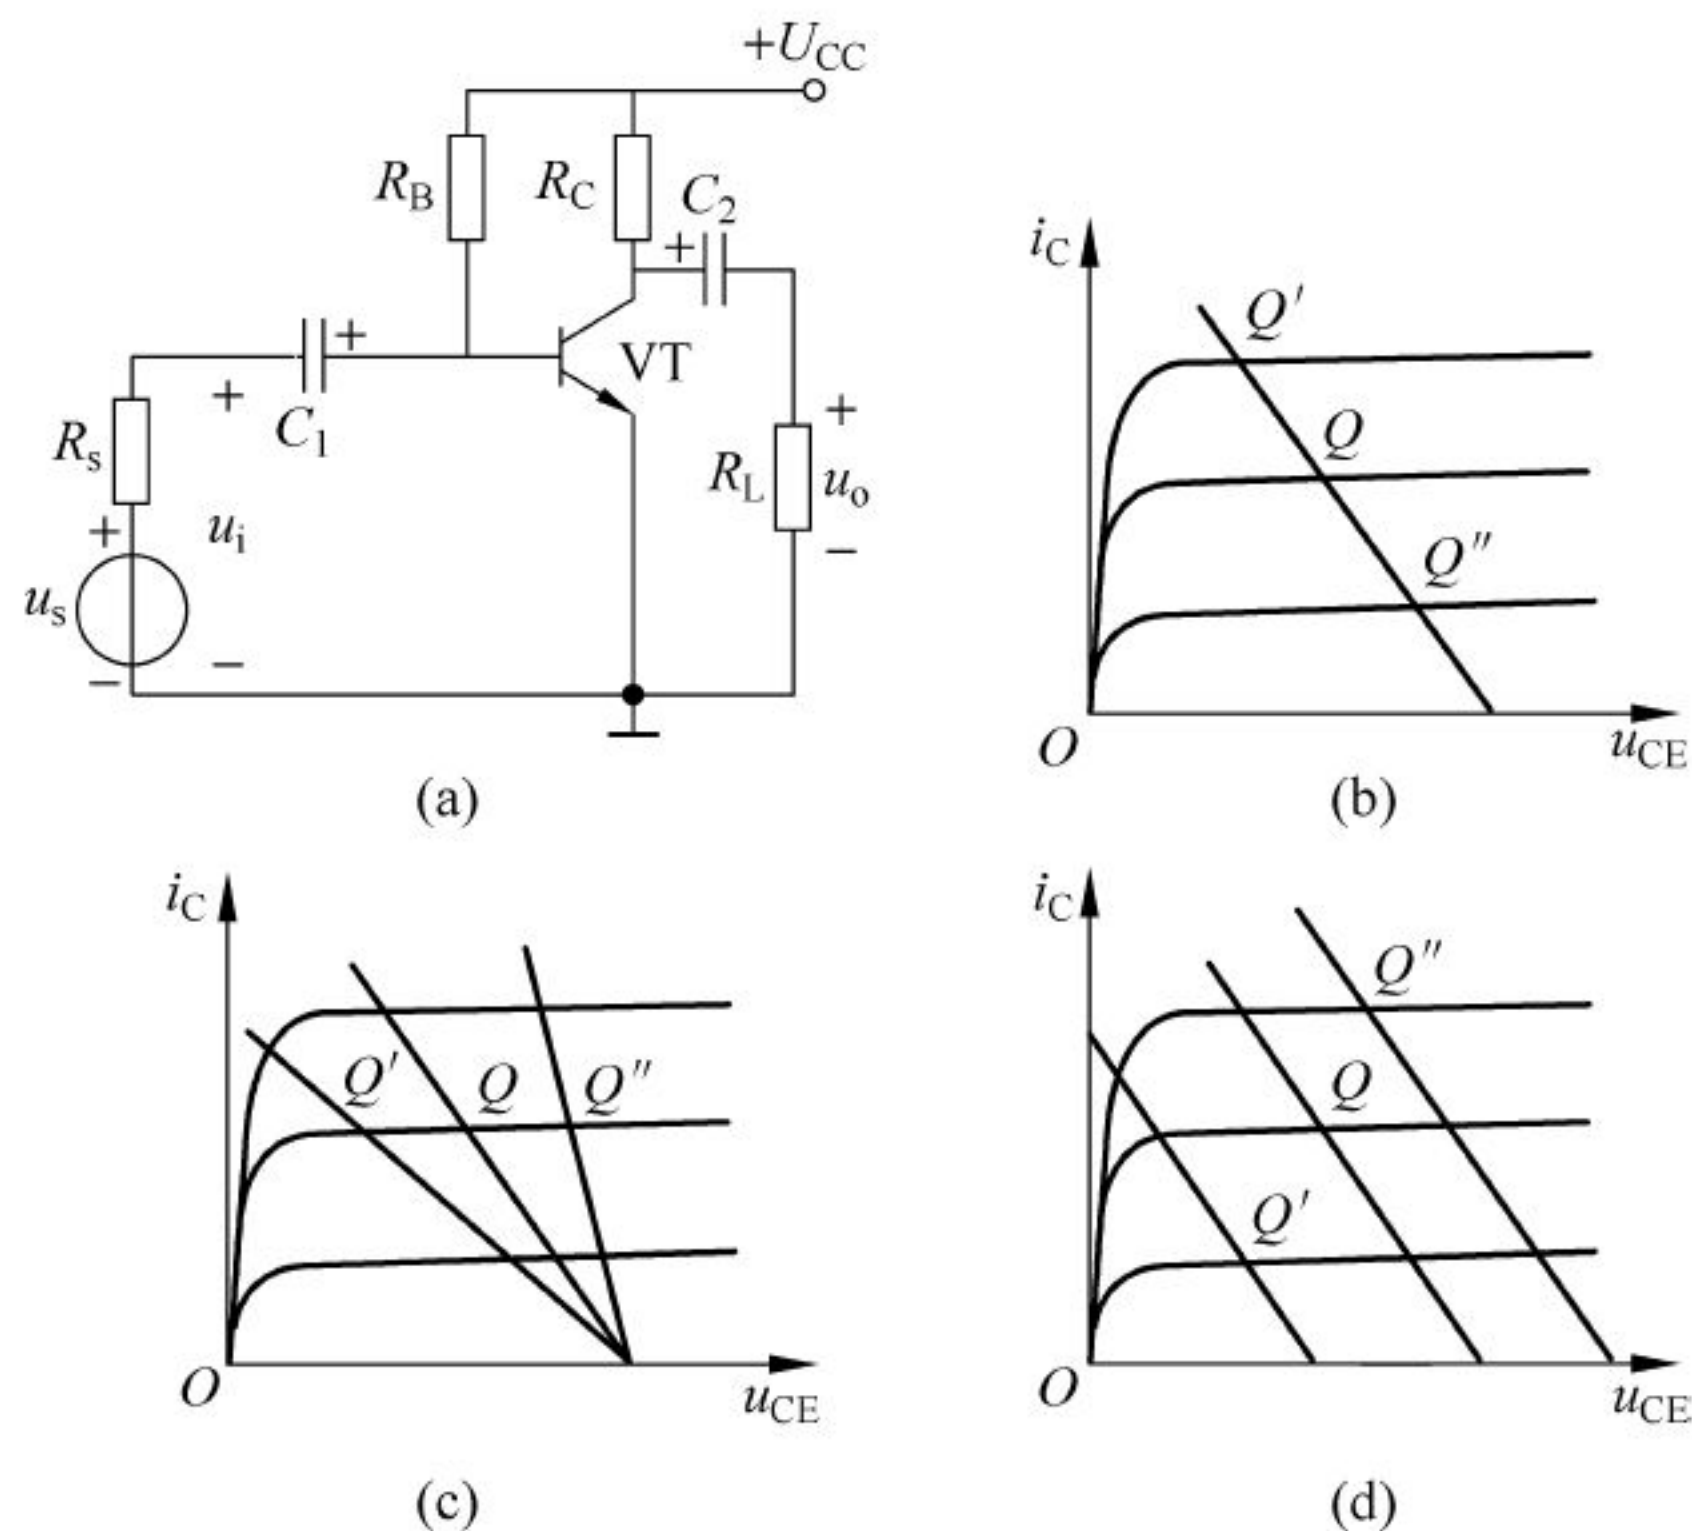 +U_CC
R_B
R_C
C_2
+
+
VT
+
C_1
R_s
+
R_L
u_o
−
+
u_i
u_s
−
−
(a)
i_C
Q′
Q
Q″
O
u_CE
(b)
i_C
Q′
Q
Q″
O
u_CE
(c)
i_C
Q″
Q
Q′
O
u_CE
(d)